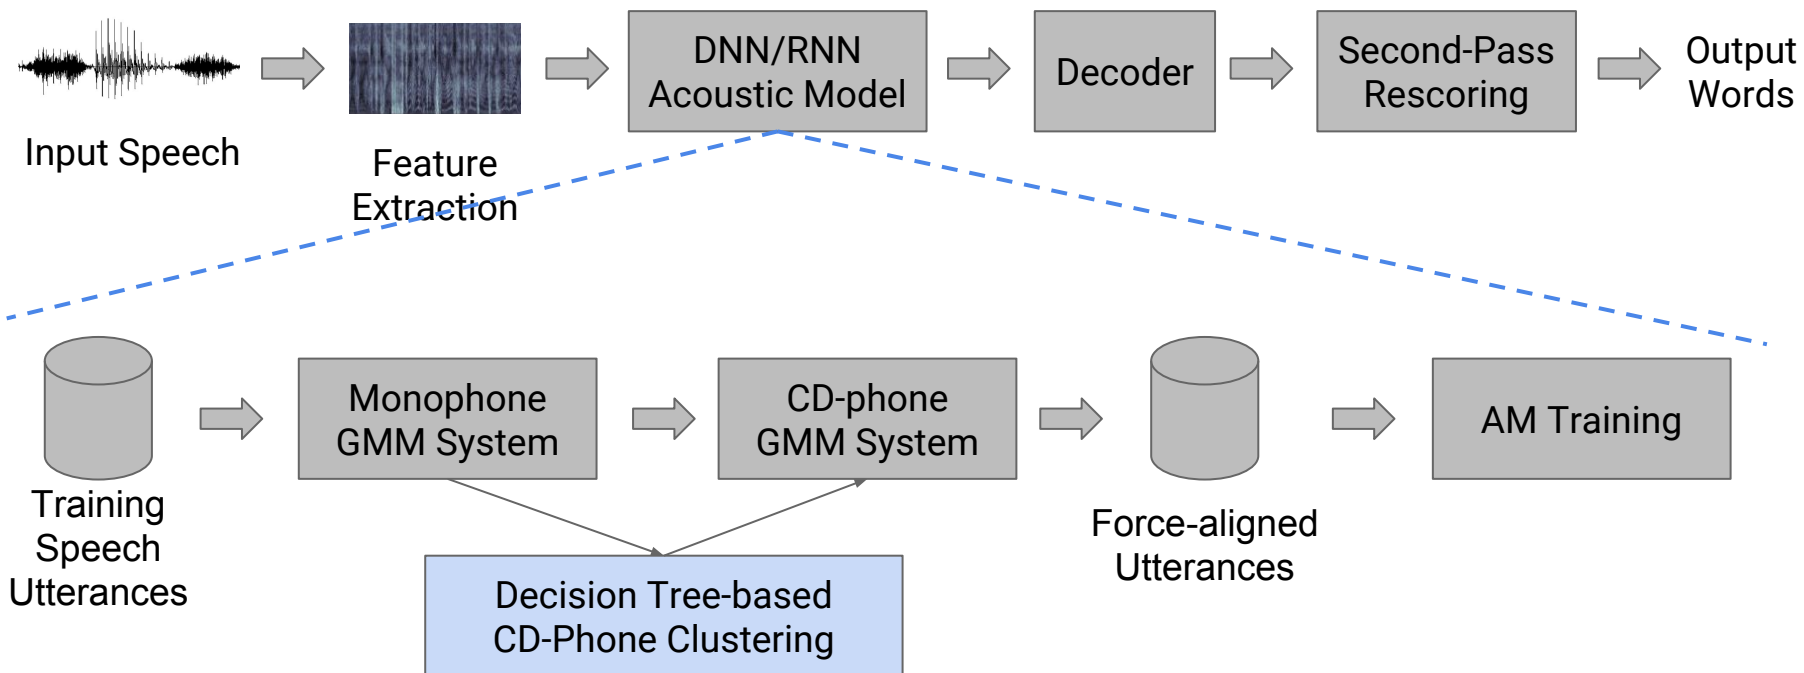 Input Speech
Feature
Extraction
DNN/RNN
Acoustic Model
Decoder
Second-Pass
Rescoring
Output
Words
Training
Speech
Utterances
Monophone
GMM System
CD-phone
GMM System
Force-aligned
Utterances
AM Training
Decision Tree-based
CD-Phone Clustering